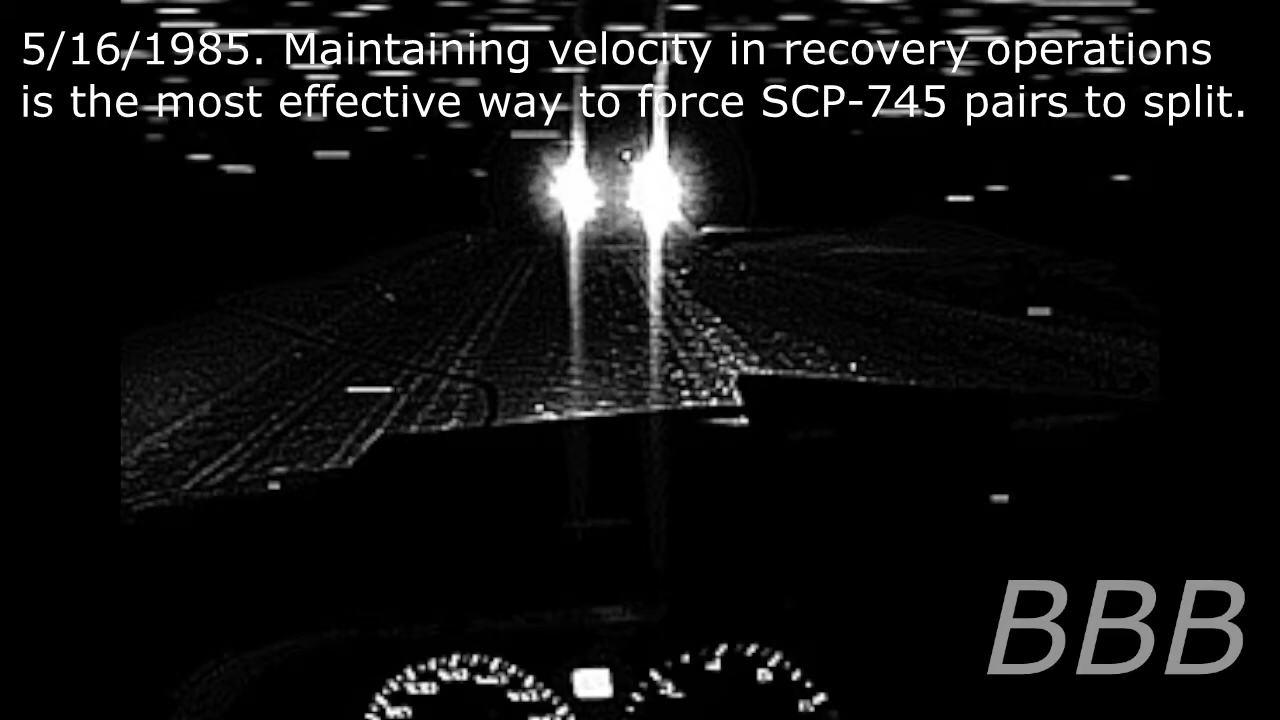 5/16/1985. Maintaining velocity in recovery operations
is the most effective way to force SCP-745 pairs to split.
BBB